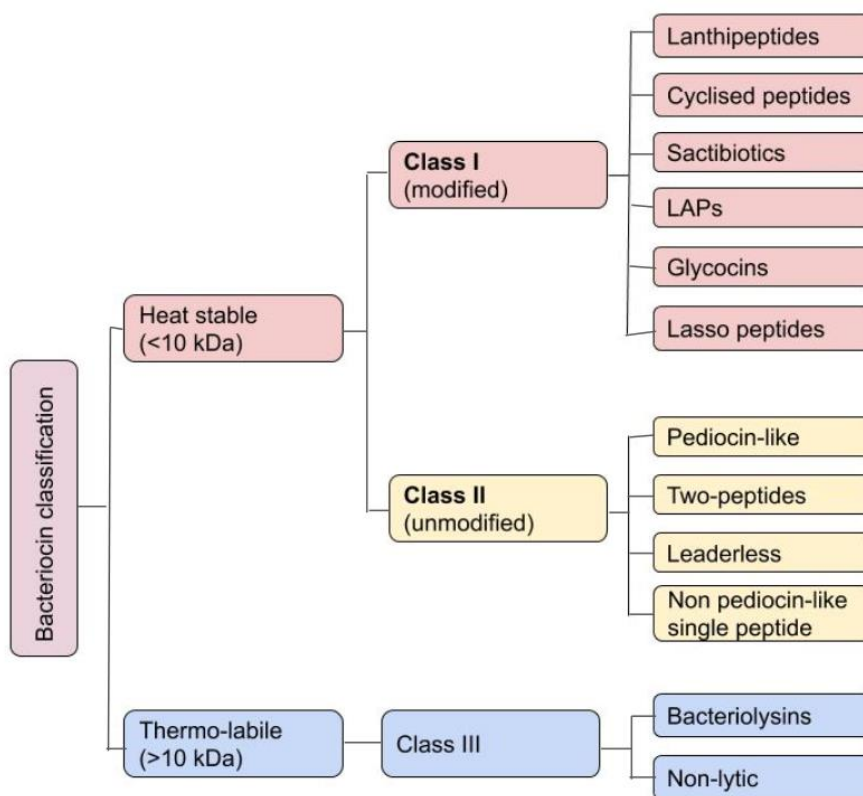 Bacteriocin classification
Heat stable
(<10 kDa)
Class I
(modified)
Lanthipeptides
Cyclised peptides
Sactibiotics
LAPs
Glycocins
Lasso peptides
Class II
(unmodified)
Pediocin-like
Two-peptides
Leaderless
Non pediocin-like
single peptide
Thermo-labile
(>10 kDa)
Class III
Bacteriolysins
Non-lytic